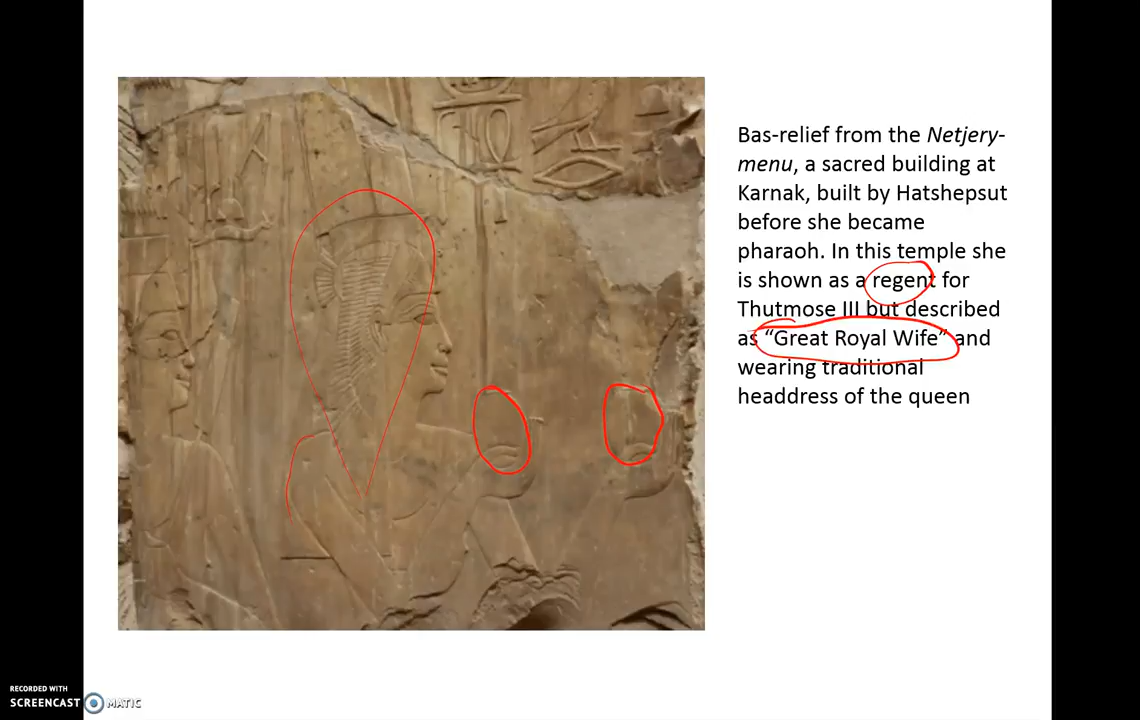 Bas-relief from the Netjery-
menu, a sacred building at
Karnak, built by Hatshepsut
before she became
pharaoh. In this temple she
is shown as a regent for
Thutmose III but described
as “Great Royal Wife” and
wearing traditional
headdress of the queen
RECORDED WITH
SCREENCAST MATIC